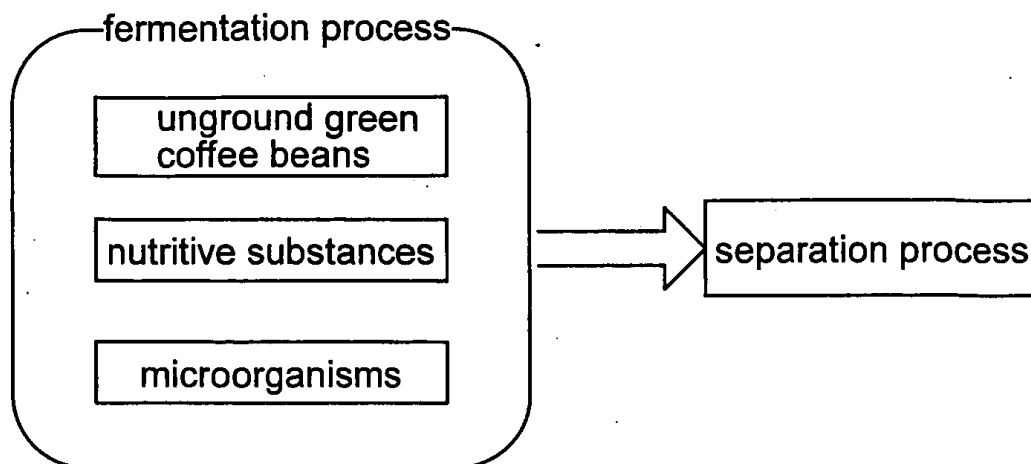 fermentation process
unground green
coffee beans
nutritive substances
microorganisms
separation process